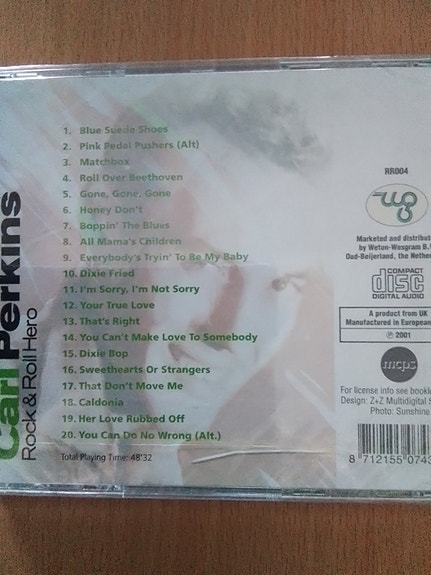 Carl Perkins
Rock & Roll Hero
1. Blue Suede Shoes
2. Pink Pedal Pushers (Alt)
3. Matchbox
4. Roll Over Beethoven
5. Gone, Gone, Gone
6. Honey Don't
7. Boppin' The Blues
8. All Mama's Children
9. Everybody's Tryin' To Be My Baby
10. Dixie Fried
11. I'm Sorry, I'm Not Sorry
12. Your True Love
13. That's Right
14. You Can't Make Love To Somebody
15. Dixie Bop
16. Sweethearts Or Strangers
17. That Don't Move Me
18. Caldonia
19. Her Love Rubbed Off
20. You Can Do No Wrong (Alt.)
Total Playing Time: 48'32
RR004
wg
Marketed and distribut
by Weton-Wesgram B.
Oud-Beijerland, the Nether
COMPACT
disc
DIGITAL AUDIO
A product from UK
Manufactured in European
℗ 2001
mcps
For license info see bookle
Design: Z+Z Multidigital S
Photo: Sunshine
8 712155 0743